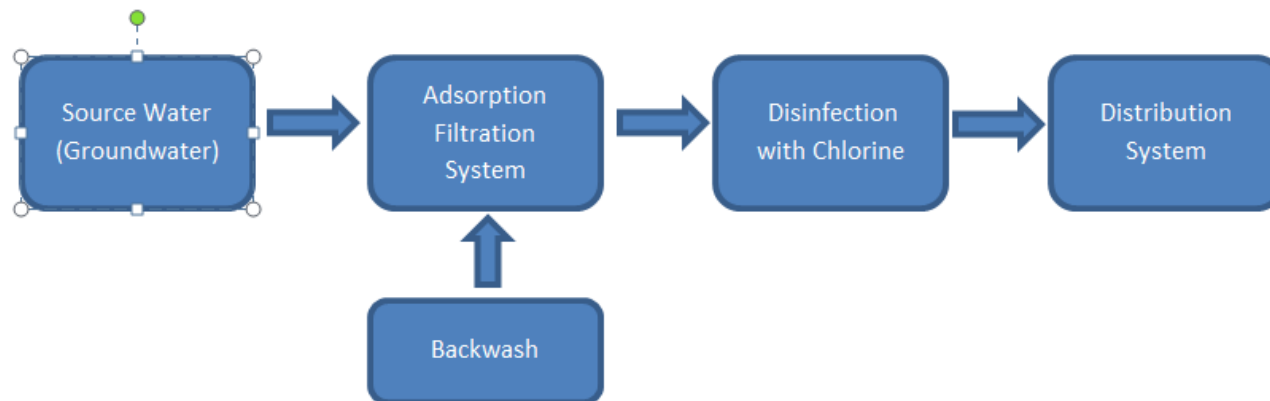 Source Water
(Groundwater)
Adsorption
Filtration
System
Disinfection
with Chlorine
Distribution
System
Backwash